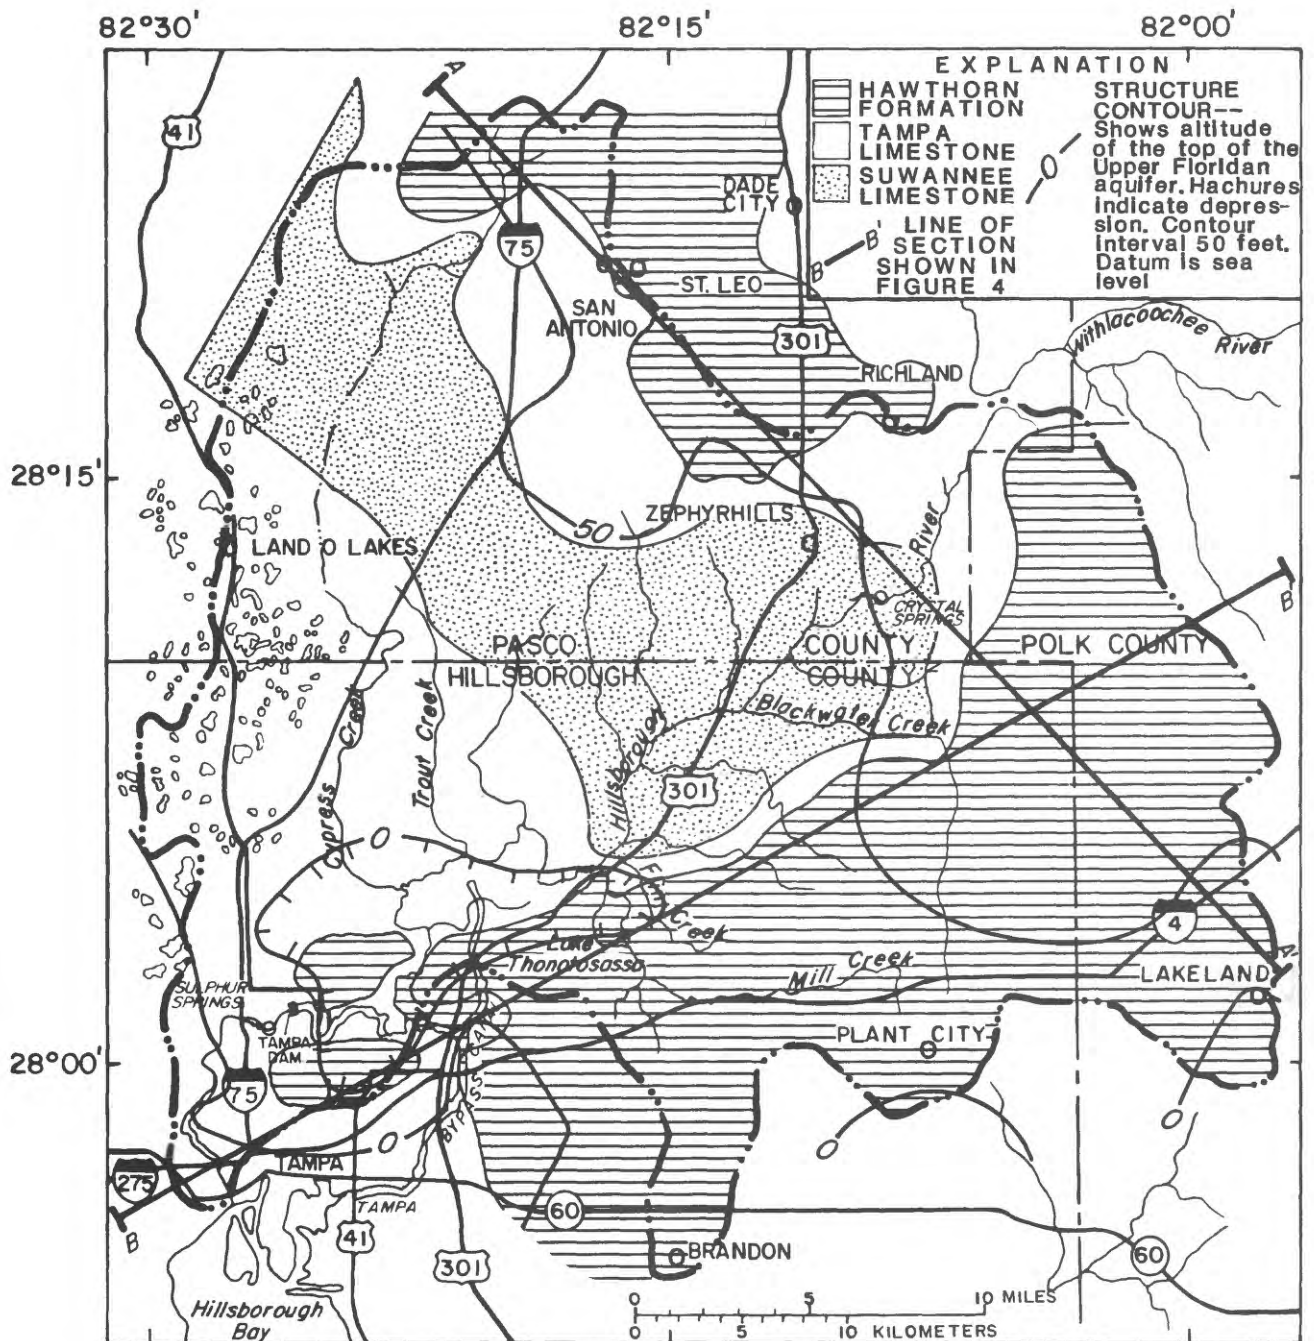 82°30'
82°15'
82°00'
EXPLANATION
HAWTHORN
FORMATION
TAMPA
LIMESTONE
SUWANNEE
LIMESTONE
B B' LINE OF
SECTION
SHOWN IN
FIGURE 4
0
STRUCTURE
CONTOUR--
Shows altitude
of the top of the
Upper Floridan
aquifer. Hachures
indicate depres-
sion. Contour
interval 50 feet.
Datum is sea
level
A
41
DADE
CITY
75
ST. LEO
SAN
ANTONIO
301
Withlacoochee
River
RICHLAND
28°15'
50
ZEPHYRHILLS
River
LAND O LAKES
B'
CRYSTAL
SPRINGS
PASCO
COUNTY
POLK COUNTY
HILLSBOROUGH
COUNTY
Cypress Creek
Trout Creek
Hillsborough
Blackwater Creek
301
0
Creek
4
Lake
Thonotosassa
Mill Creek
LAKELAND
A'
SULPHUR
SPRINGS
TAMPA
DAM
PLANT CITY
28°00'
75
BYPASS CANAL
0
0
0
TAMPA
275
TAMPA
60
B
41
301
BRANDON
60
Hillsborough
Bay
0 5 10 MILES
0 5 10 KILOMETERS